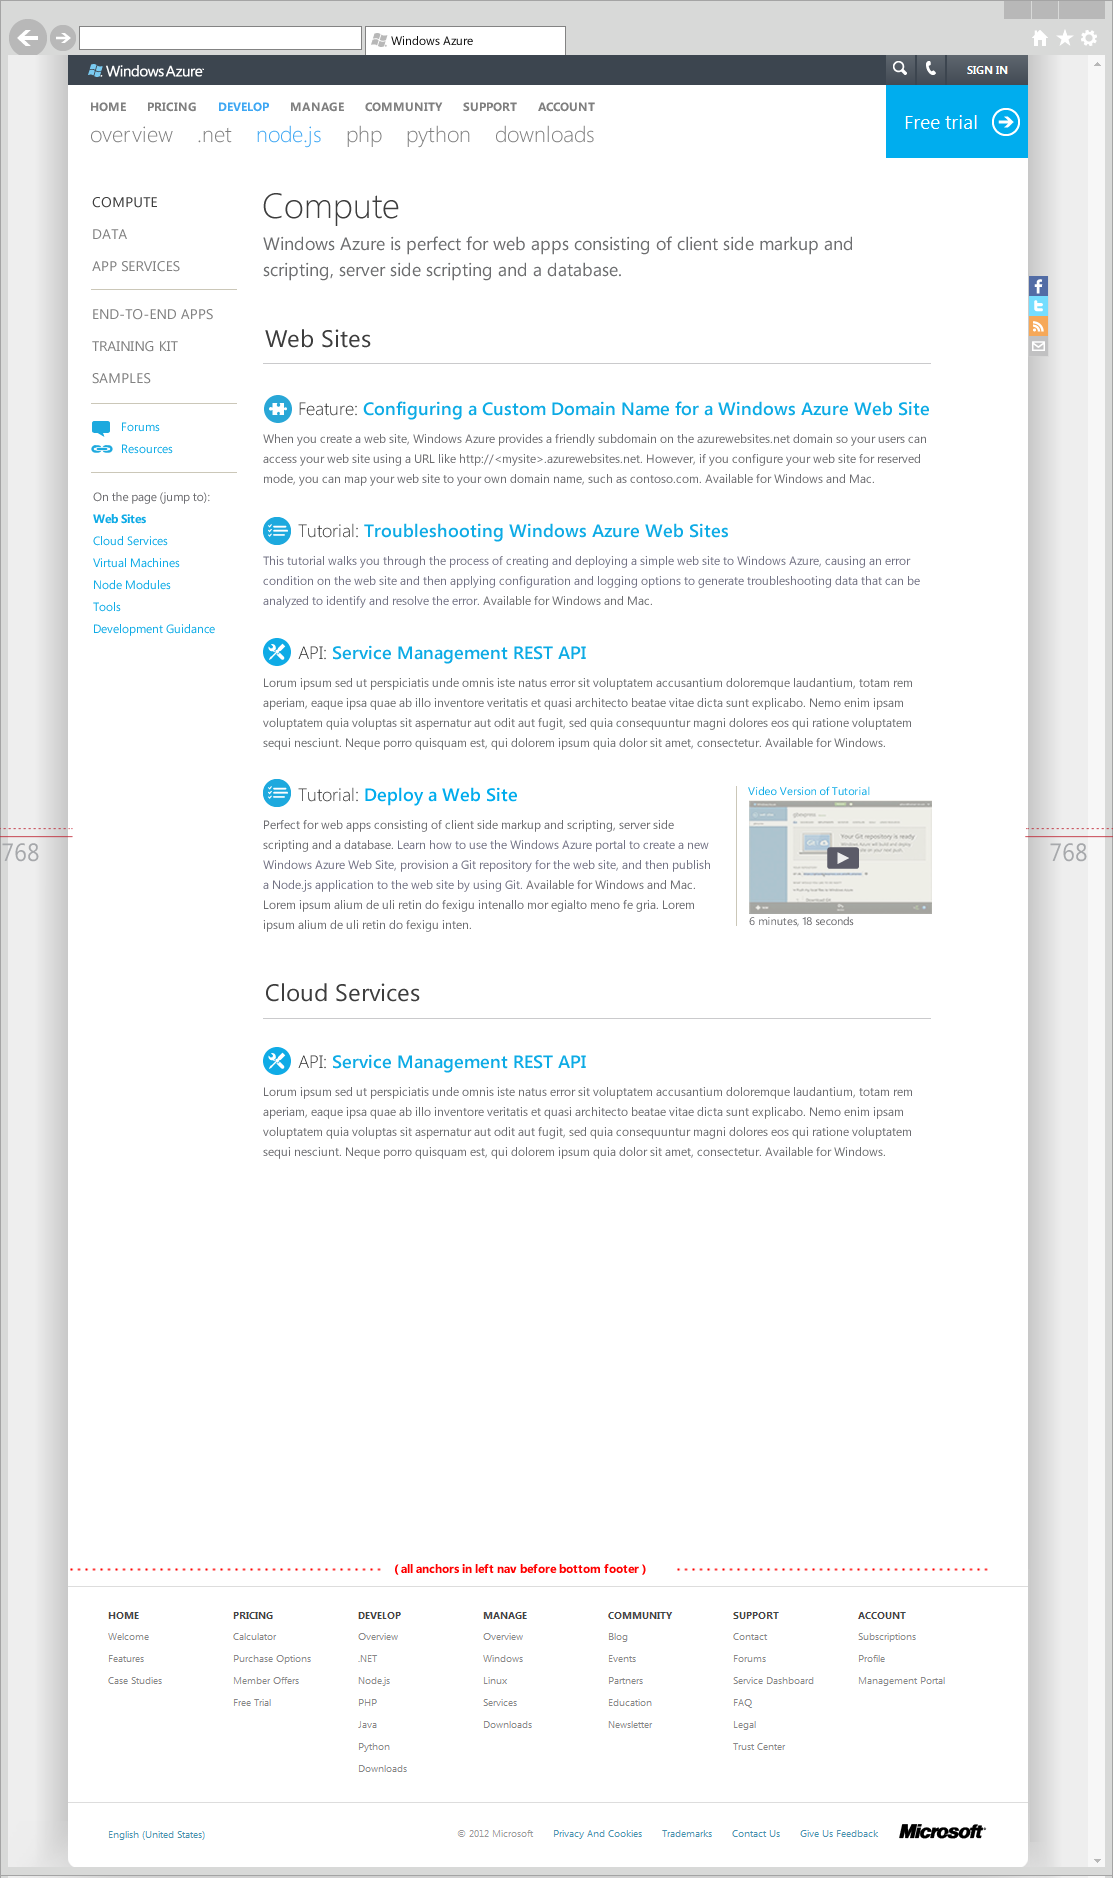 Windows Azure
Windows Azure
SIGN IN
HOME PRICING DEVELOP MANAGE COMMUNITY SUPPORT ACCOUNT
overview .net node.js php python downloads
Free trial
COMPUTE
DATA
APP SERVICES
END-TO-END APPS
TRAINING KIT
SAMPLES
Forums
Resources
On the page (jump to):
Web Sites
Cloud Services
Virtual Machines
Node Modules
Tools
Development Guidance
Compute
Windows Azure is perfect for web apps consisting of client side markup and
scripting, server side scripting and a database.
Web Sites
Feature: Configuring a Custom Domain Name for a Windows Azure Web Site
When you create a web site, Windows Azure provides a friendly subdomain on the azurewebsites.net domain so your users can
access your web site using a URL like http://<mysite>.azurewebsites.net. However, if you configure your web site for reserved
mode, you can map your web site to your own domain name, such as contoso.com. Available for Windows and Mac.
Tutorial: Troubleshooting Windows Azure Web Sites
This tutorial walks you through the process of creating and deploying a simple web site to Windows Azure, causing an error
condition on the web site and then applying configuration and logging options to generate troubleshooting data that can be
analyzed to identify and resolve the error. Available for Windows and Mac.
API: Service Management REST API
Lorum ipsum sed ut perspiciatis unde omnis iste natus error sit voluptatem accusantium doloremque laudantium, totam rem
aperiam, eaque ipsa quae ab illo inventore veritatis et quasi architecto beatae vitae dicta sunt explicabo. Nemo enim ipsam
voluptatem quia voluptas sit aspernatur aut odit aut fugit, sed quia consequuntur magni dolores eos qui ratione voluptatem
sequi nesciunt. Neque porro quisquam est, qui dolorem ipsum quia dolor sit amet, consectetur. Available for Windows.
Tutorial: Deploy a Web Site
Perfect for web apps consisting of client side markup and scripting, server side
scripting and a database. Learn how to use the Windows Azure portal to create a new
Windows Azure Web Site, provision a Git repository for the web site, and then publish
a Node.js application to the web site by using Git. Available for Windows and Mac.
Lorem ipsum alium de uli retin do fexigu intenallo mor egialto meno fe gria. Lorem
ipsum alium de uli retin do fexigu inten.
Video Version of Tutorial
Your Git repository is ready
6 minutes, 18 seconds
768
768
Cloud Services
API: Service Management REST API
Lorum ipsum sed ut perspiciatis unde omnis iste natus error sit voluptatem accusantium doloremque laudantium, totam rem
aperiam, eaque ipsa quae ab illo inventore veritatis et quasi architecto beatae vitae dicta sunt explicabo. Nemo enim ipsam
voluptatem quia voluptas sit aspernatur aut odit aut fugit, sed quia consequuntur magni dolores eos qui ratione voluptatem
sequi nesciunt. Neque porro quisquam est, qui dolorem ipsum quia dolor sit amet, consectetur. Available for Windows.
( all anchors in left nav before bottom footer )
HOME
Welcome
Features
Case Studies
PRICING
Calculator
Purchase Options
Member Offers
Free Trial
DEVELOP
Overview
.NET
Node.js
PHP
Java
Python
Downloads
MANAGE
Overview
Windows
Linux
Services
Downloads
COMMUNITY
Blog
Events
Partners
Education
Newsletter
SUPPORT
Contact
Forums
Service Dashboard
FAQ
Legal
Trust Center
ACCOUNT
Subscriptions
Profile
Management Portal
English (United States)
© 2012 Microsoft Privacy And Cookies Trademarks Contact Us Give Us Feedback Microsoft